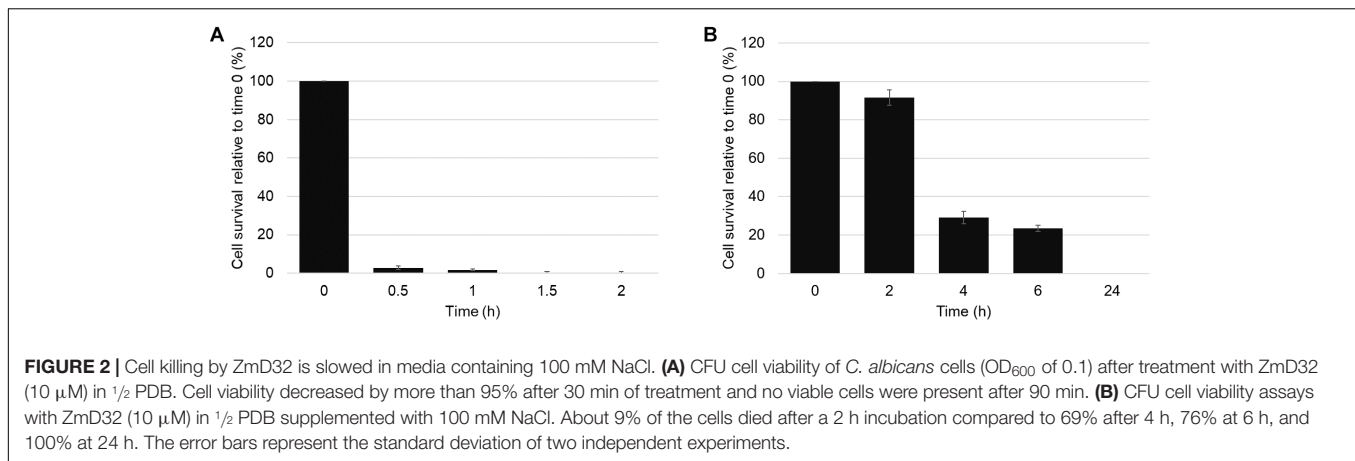 A
B
120
100
80
60
40
20
0
Cell survival relative to time 0 (%)
0 0.5 1 1.5 2
Time (h)
120
100
80
60
40
20
0
Cell survival relative to time 0 (%)
0 2 4 6 24
Time (h)
FIGURE 2 | Cell killing by ZmD32 is slowed in media containing 100 mM NaCl. (A) CFU cell viability of C. albicans cells (OD600 of 0.1) after treatment with ZmD32
(10 μM) in 1/2 PDB. Cell viability decreased by more than 95% after 30 min of treatment and no viable cells were present after 90 min. (B) CFU cell viability assays
with ZmD32 (10 μM) in 1/2 PDB supplemented with 100 mM NaCl. About 9% of the cells died after a 2 h incubation compared to 69% after 4 h, 76% at 6 h, and
100% at 24 h. The error bars represent the standard deviation of two independent experiments.